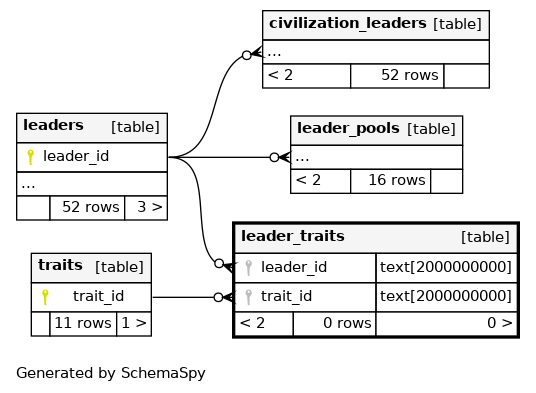 civilization_leaders [table]
...
< 2 52 rows
leaders [table]
leader_id
...
52 rows 3 >
leader_pools [table]
...
< 2 16 rows
leader_traits [table]
leader_id text[2000000000]
trait_id text[2000000000]
< 2 0 rows 0 >
traits [table]
trait_id
11 rows 1 >
Generated by SchemaSpy